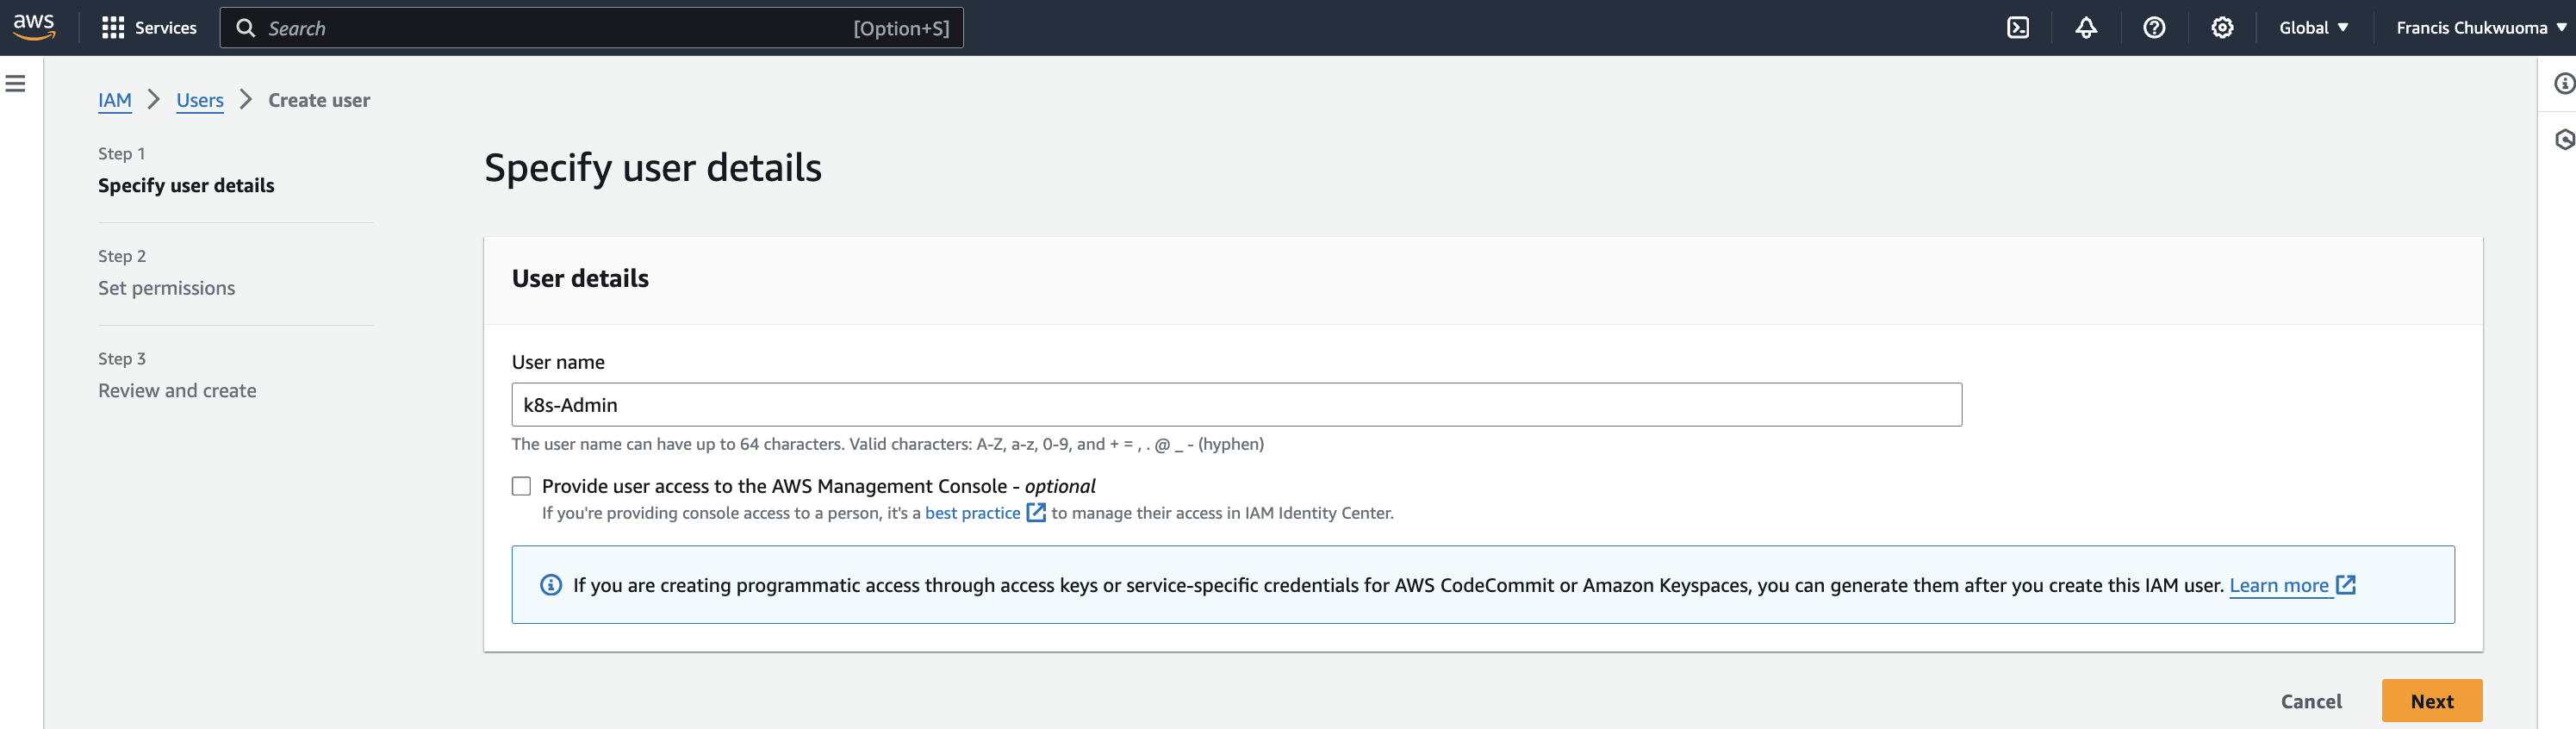 aws Services Search [Option+S] Global Francis Chukwuoma
IAM Users Create user
Step 1
Specify user details
Step 2
Set permissions
Step 3
Review and create
Specify user details
User details
User name
k8s-Admin
The user name can have up to 64 characters. Valid characters: A-Z, a-z, 0-9, and + = , . @ _ - (hyphen)
Provide user access to the AWS Management Console - optional
If you're providing console access to a person, it's a best practice to manage their access in IAM Identity Center.
If you are creating programmatic access through access keys or service-specific credentials for AWS CodeCommit or Amazon Keyspaces, you can generate them after you create this IAM user. Learn more
Cancel Next